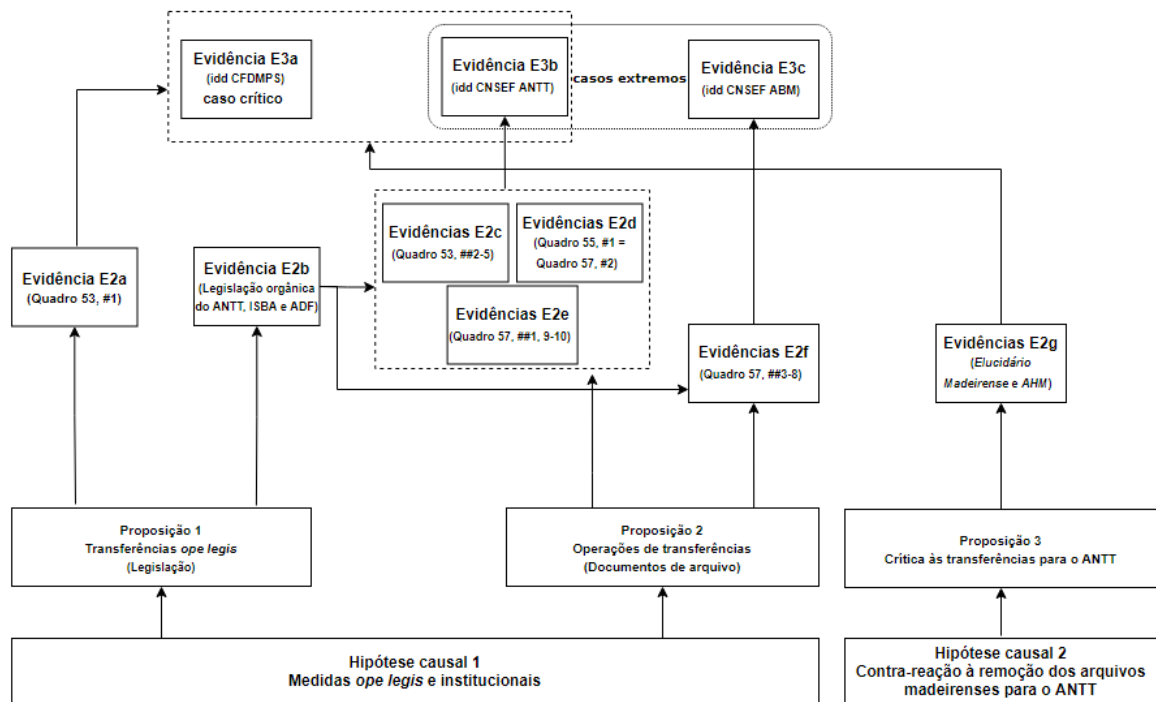 Evidência E3a
(idd CFDMPS)
caso crítico
Evidência E3b
(idd CNSEF ANTT)
casos extremos
Evidência E3c
(idd CNSEF ABM)
Evidência E2a
(Quadro 53, #1)
Evidência E2b
(Legislação orgânica
do ANTT, ISBA e ADF)
Evidências E2c
(Quadro 53, ##2-5)
Evidências E2d
(Quadro 55, #1 =
Quadro 57, #2)
Evidências E2e
(Quadro 57, ##1, 9-10)
Evidências E2f
(Quadro 57, ##3-8)
Evidências E2g
(Elucidário
Madeirense e AHM)
Proposição 1
Transferências ope legis
(Legislação)
Proposição 2
Operações de transferências
(Documentos de arquivo)
Proposição 3
Crítica às transferências para o ANTT
Hipótese causal 1
Medidas ope legis e institucionais
Hipótese causal 2
Contra-reação à remoção dos arquivos
madeirenses para o ANTT